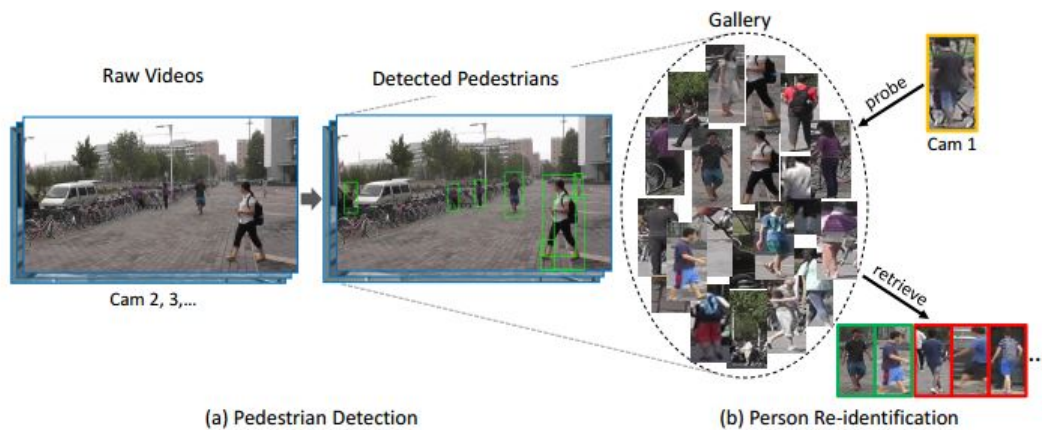 Gallery
Raw Videos
Detected Pedestrians
probe
Cam 1
Cam 2, 3,...
retrieve
...
(a) Pedestrian Detection
(b) Person Re-identification